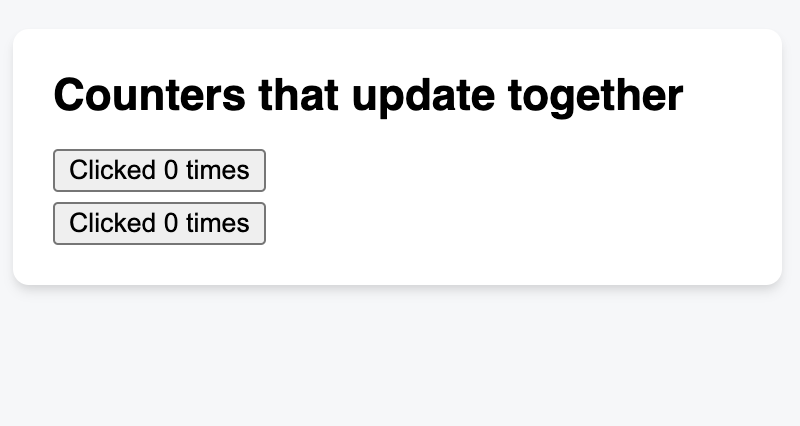 Counters that update together
Clicked 0 times
Clicked 0 times